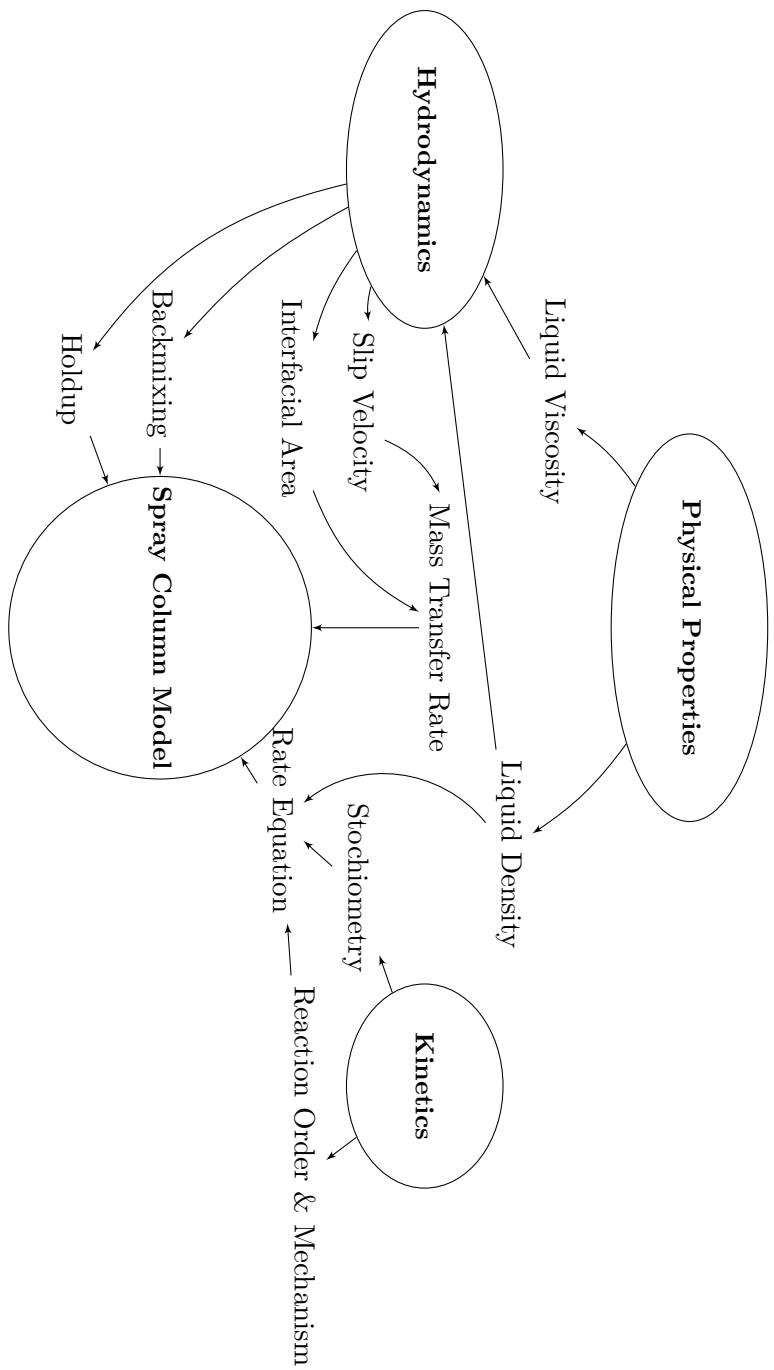 Physical Properties
Liquid Viscosity
Liquid Density
Hydrodynamics
Kinetics
Mass Transfer Rate
Slip Velocity
Stochiometry
Interfacial Area
Reaction Order & Mechanism
Rate Equation
Backmixing
Spray Column Model
Holdup